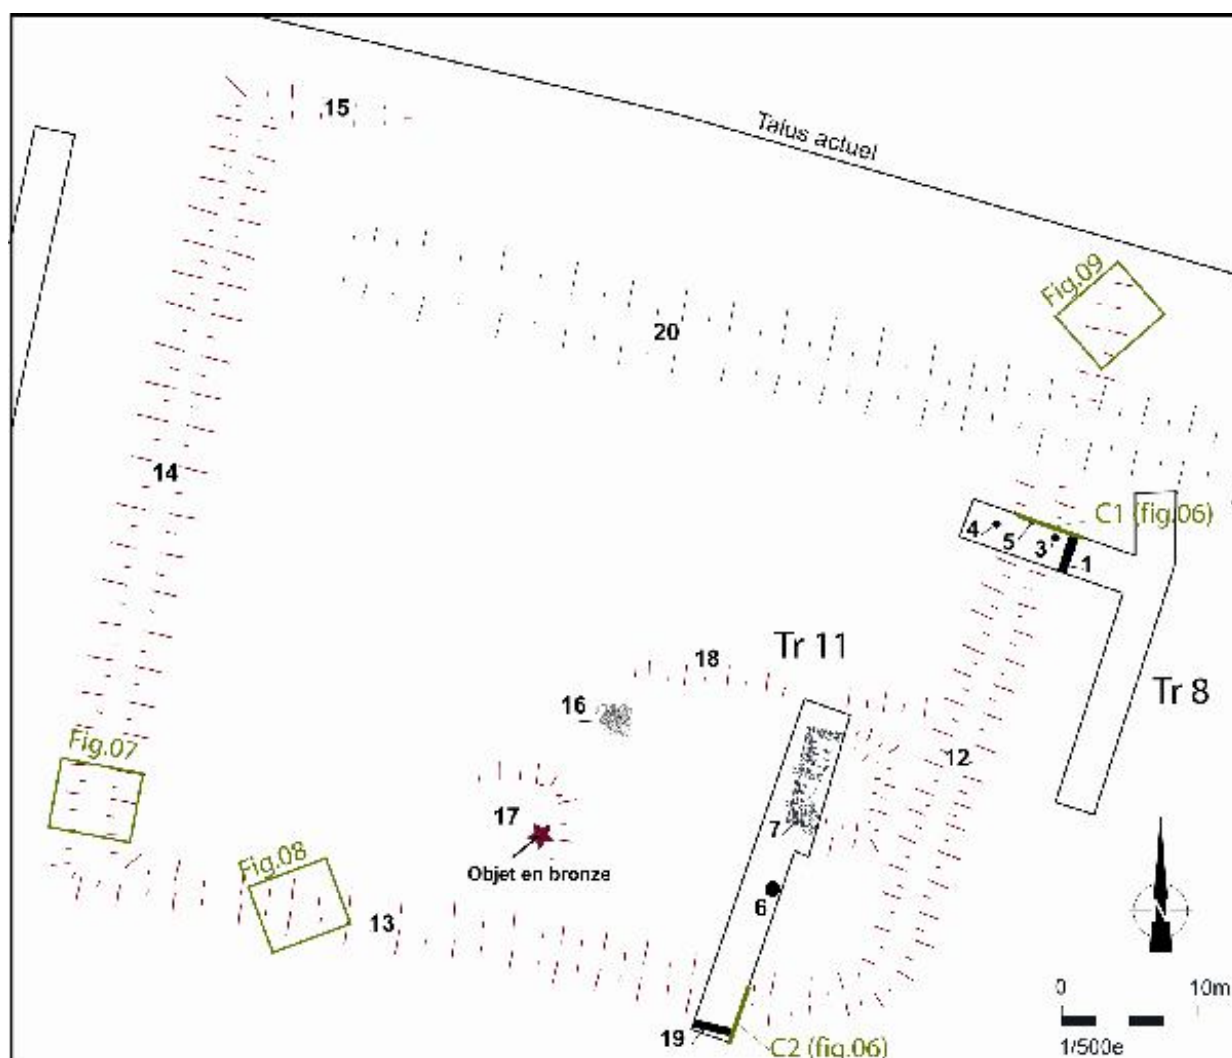 15
Talus actuel
Fig.09
20
14
C1 (fig.06)
4
5
3
1
18
Tr 11
16
Tr 8
Fig.07
12
17
7
Fig.08
Objet en bronze
6
13
N
0
10m
19
C2 (fig.06)
1/500e